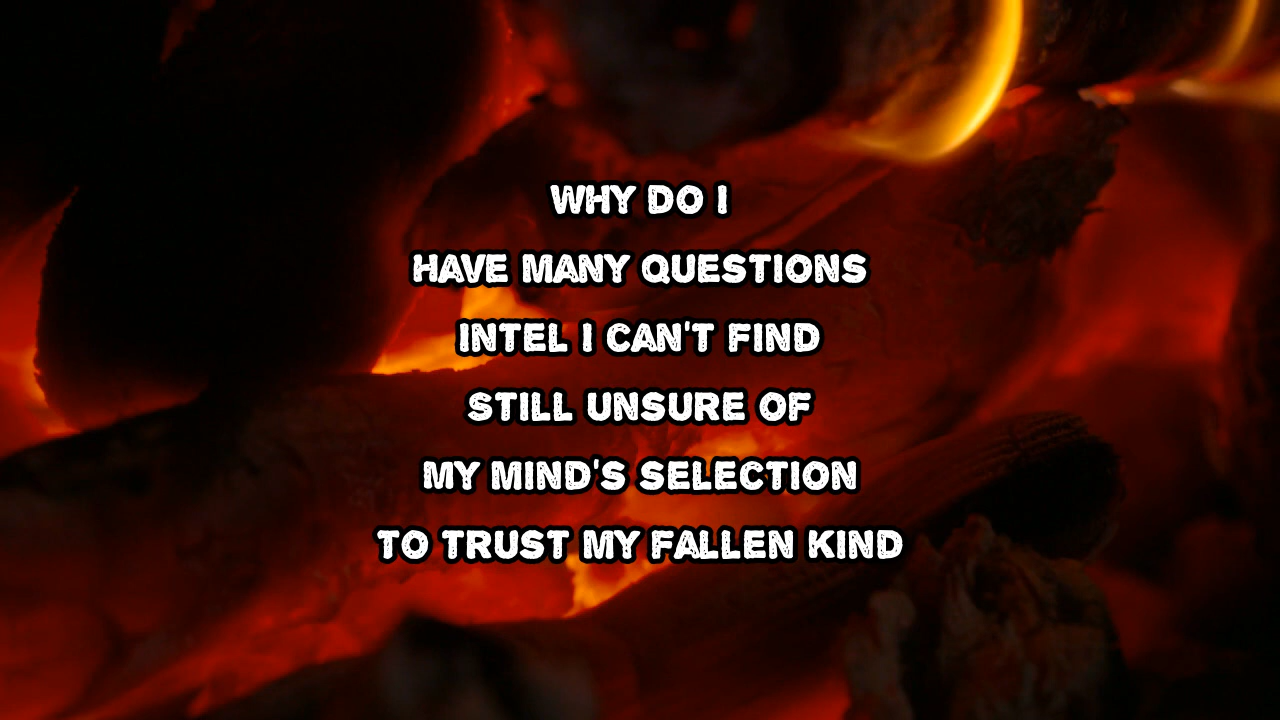 WHY DO I
HAVE MANY QUESTIONS
INTEL I CAN'T FIND
STILL UNSURE OF
MY MIND'S SELECTION
TO TRUST MY FALLEN KIND